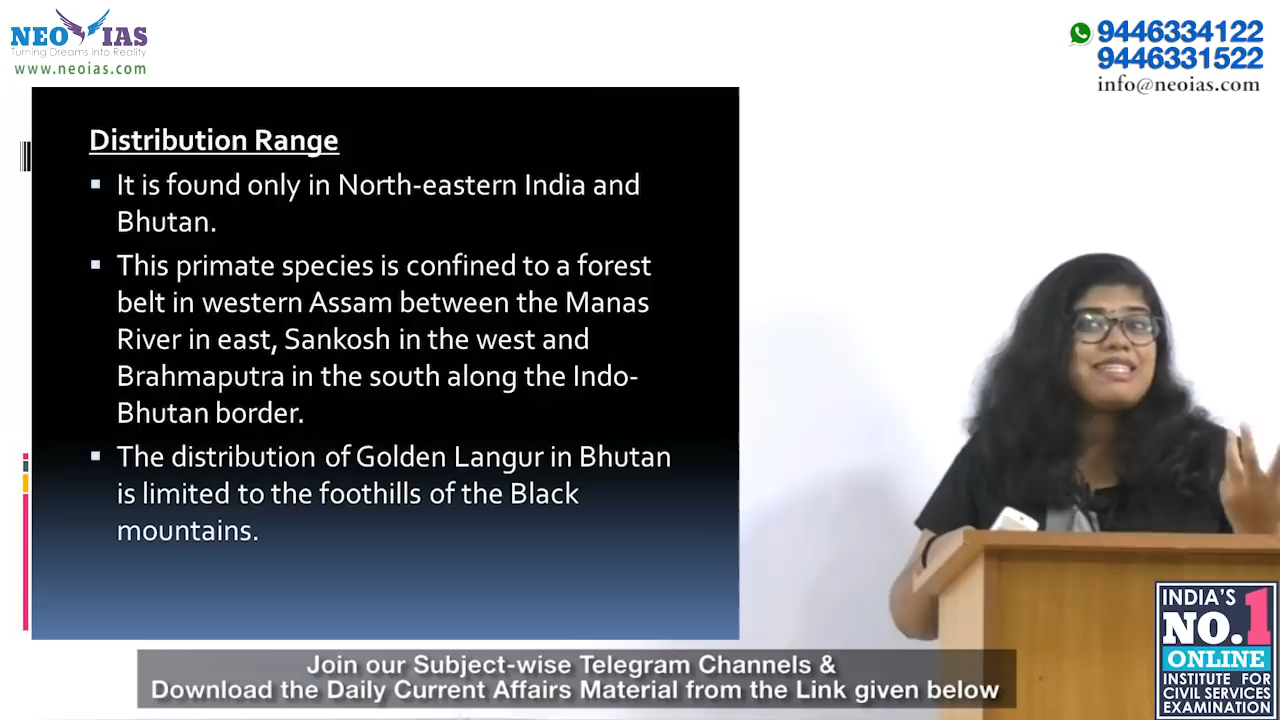 NEO IAS
Turning Dreams into Reality
www.neoias.com
9446334122
9446331522
info@neoias.com
Distribution Range
▪ It is found only in North-eastern India and
Bhutan.
▪ This primate species is confined to a forest
belt in western Assam between the Manas
River in east, Sankosh in the west and
Brahmaputra in the south along the Indo-
Bhutan border.
▪ The distribution of Golden Langur in Bhutan
is limited to the foothills of the Black
mountains.
INDIA'S
NO.1
ONLINE
INSTITUTE FOR
CIVIL SERVICES
EXAMINATION
Join our Subject-wise Telegram Channels &
Download the Daily Current Affairs Material from the Link given below